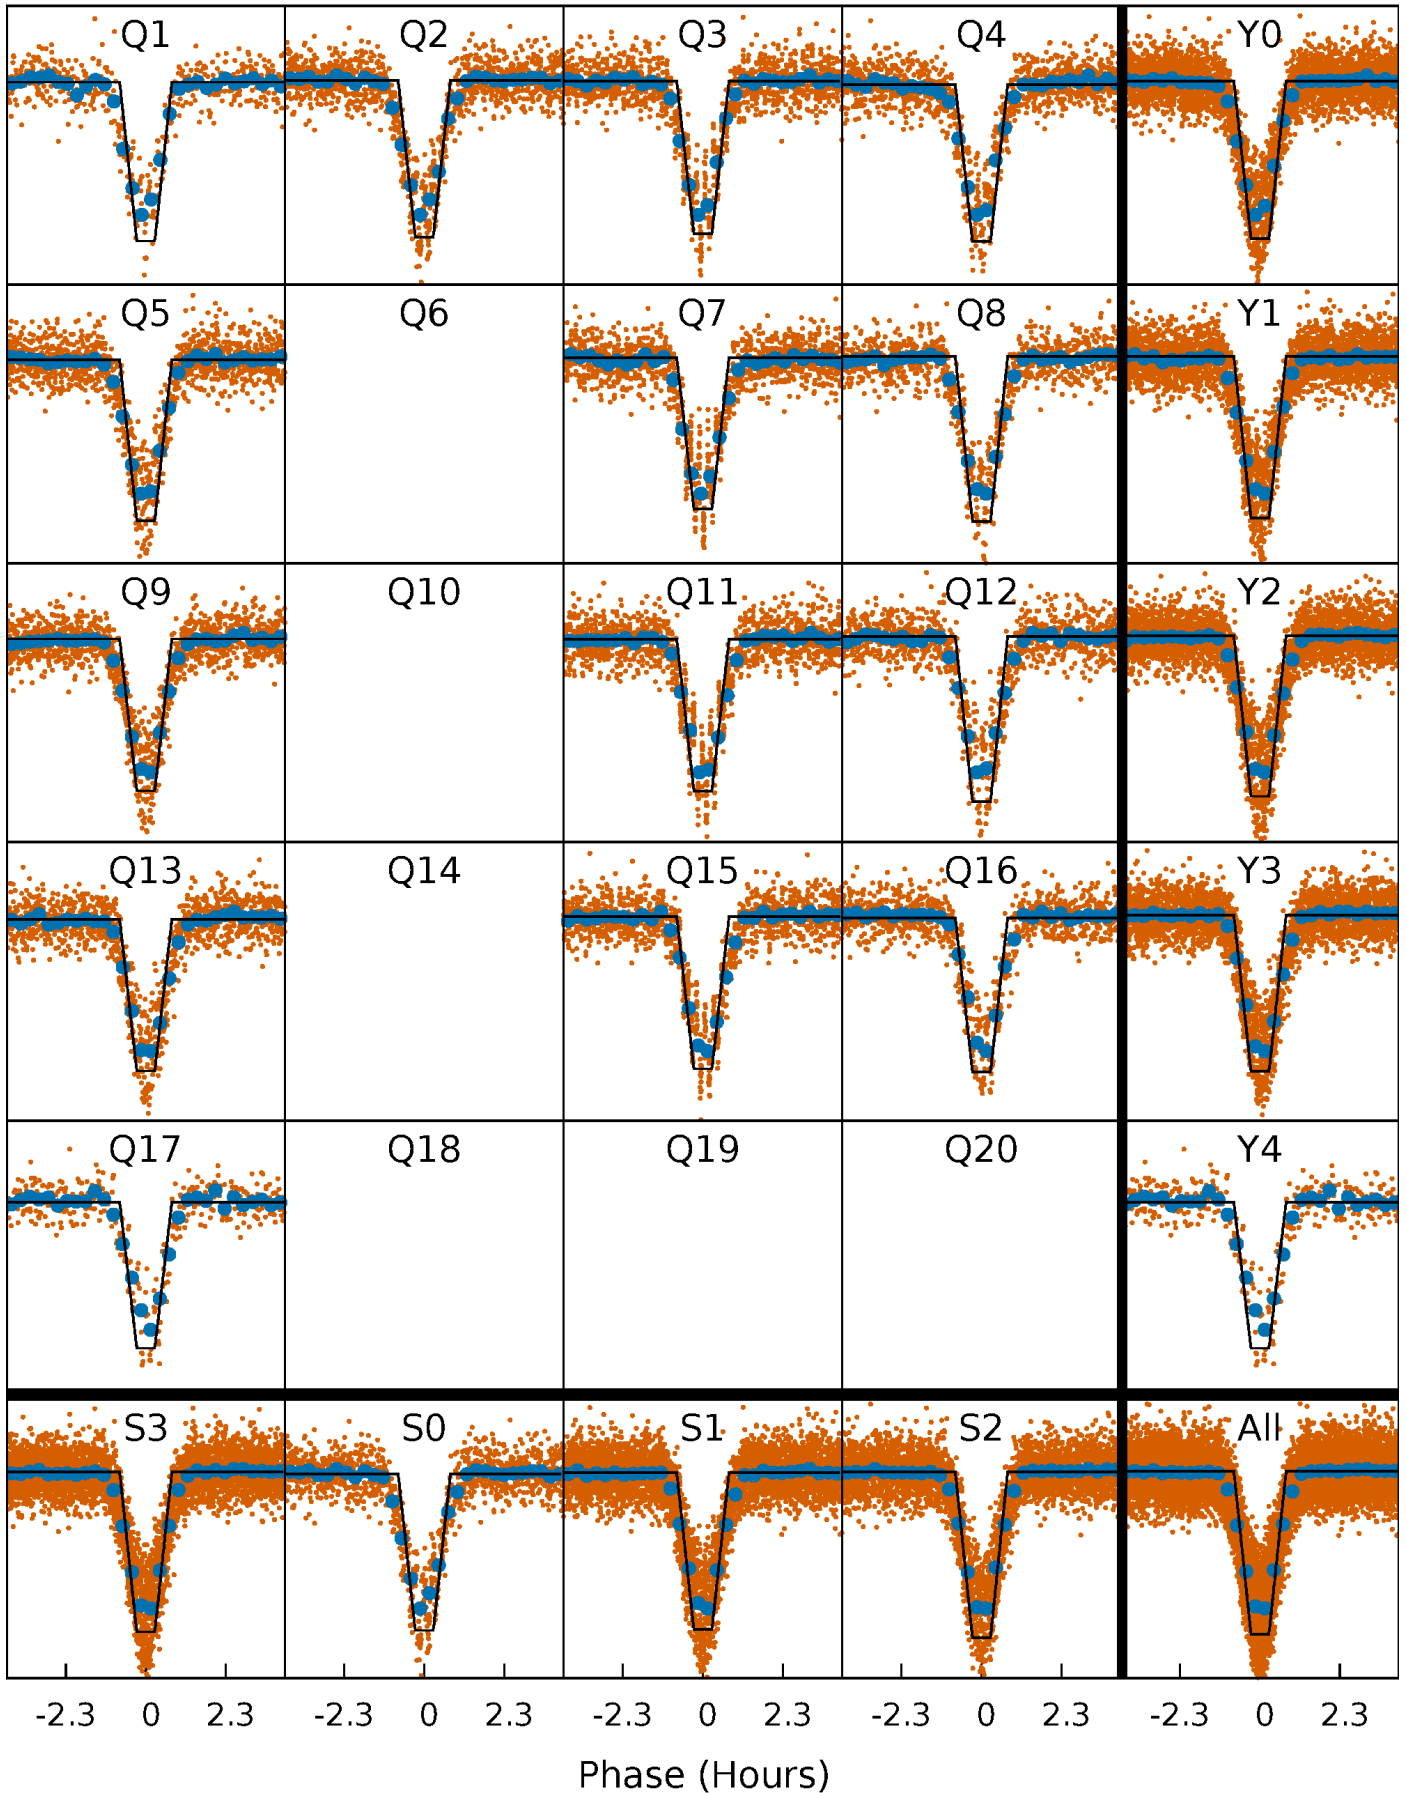 Q1 Q2 Q3 Q4 Y0
Q5 Q6 Q7 Q8 Y1
Q9 Q10 Q11 Q12 Y2
Q13 Q14 Q15 Q16 Y3
Q17 Q18 Q19 Q20 Y4
S3 S0 S1 S2 All
-2.3 0 2.3 -2.3 0 2.3 -2.3 0 2.3 -2.3 0 2.3 -2.3 0 2.3
Phase (Hours)